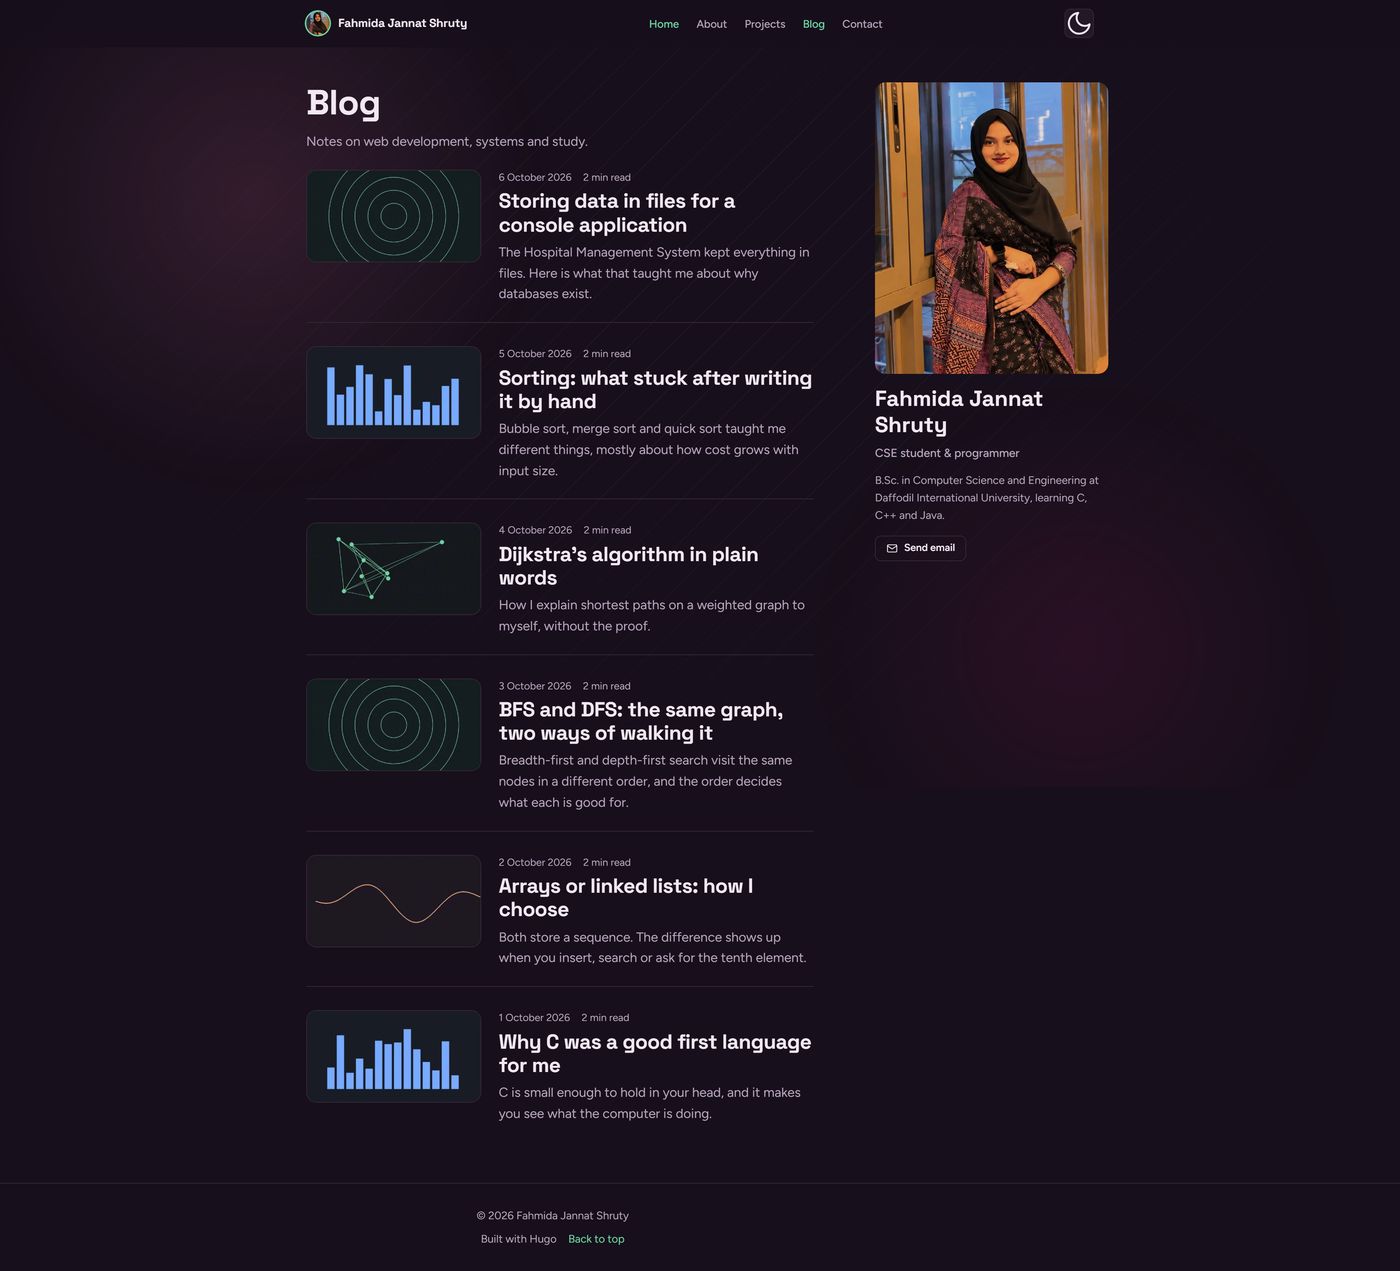 Fahmida Jannat Shruty
Home About Projects Blog Contact
Blog
Notes on web development, systems and study.
6 October 2026 2 min read
Storing data in files for a
console application
The Hospital Management System kept everything in
files. Here is what that taught me about why
databases exist.
5 October 2026 2 min read
Sorting: what stuck after writing
it by hand
Bubble sort, merge sort and quick sort taught me
different things, mostly about how cost grows with
input size.
4 October 2026 2 min read
Dijkstra's algorithm in plain
words
How I explain shortest paths on a weighted graph to
myself, without the proof.
3 October 2026 2 min read
BFS and DFS: the same graph,
two ways of walking it
Breadth-first and depth-first search visit the same
nodes in a different order, and the order decides
what each is good for.
2 October 2026 2 min read
Arrays or linked lists: how I
choose
Both store a sequence. The difference shows up
when you insert, search or ask for the tenth element.
1 October 2026 2 min read
Why C was a good first language
for me
C is small enough to hold in your head, and it makes
you see what the computer is doing.
Fahmida Jannat
Shruty
CSE student & programmer
B.Sc. in Computer Science and Engineering at
Daffodil International University, learning C,
C++ and Java.
Send email
© 2026 Fahmida Jannat Shruty
Built with Hugo Back to top